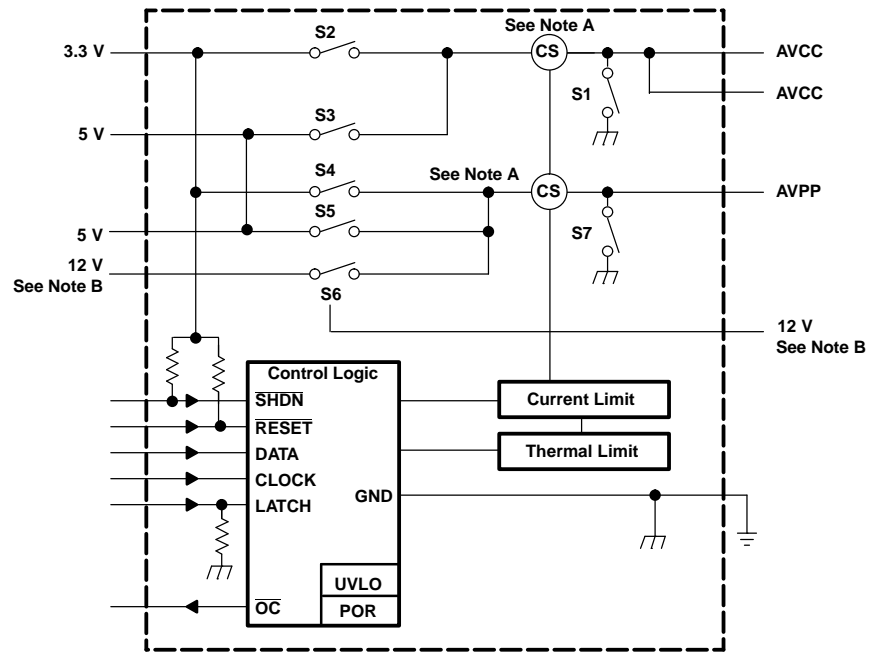 See Note A
S2
3.3 V
CS
AVCC
S1
AVCC
S3
5 V
S4
See Note A
CS
AVPP
S5
5 V
S7
12 V
See Note B
S6
12 V
See Note B
Control Logic
SHDN
Current Limit
RESET
DATA
Thermal Limit
CLOCK
LATCH
GND
UVLO
OC
POR